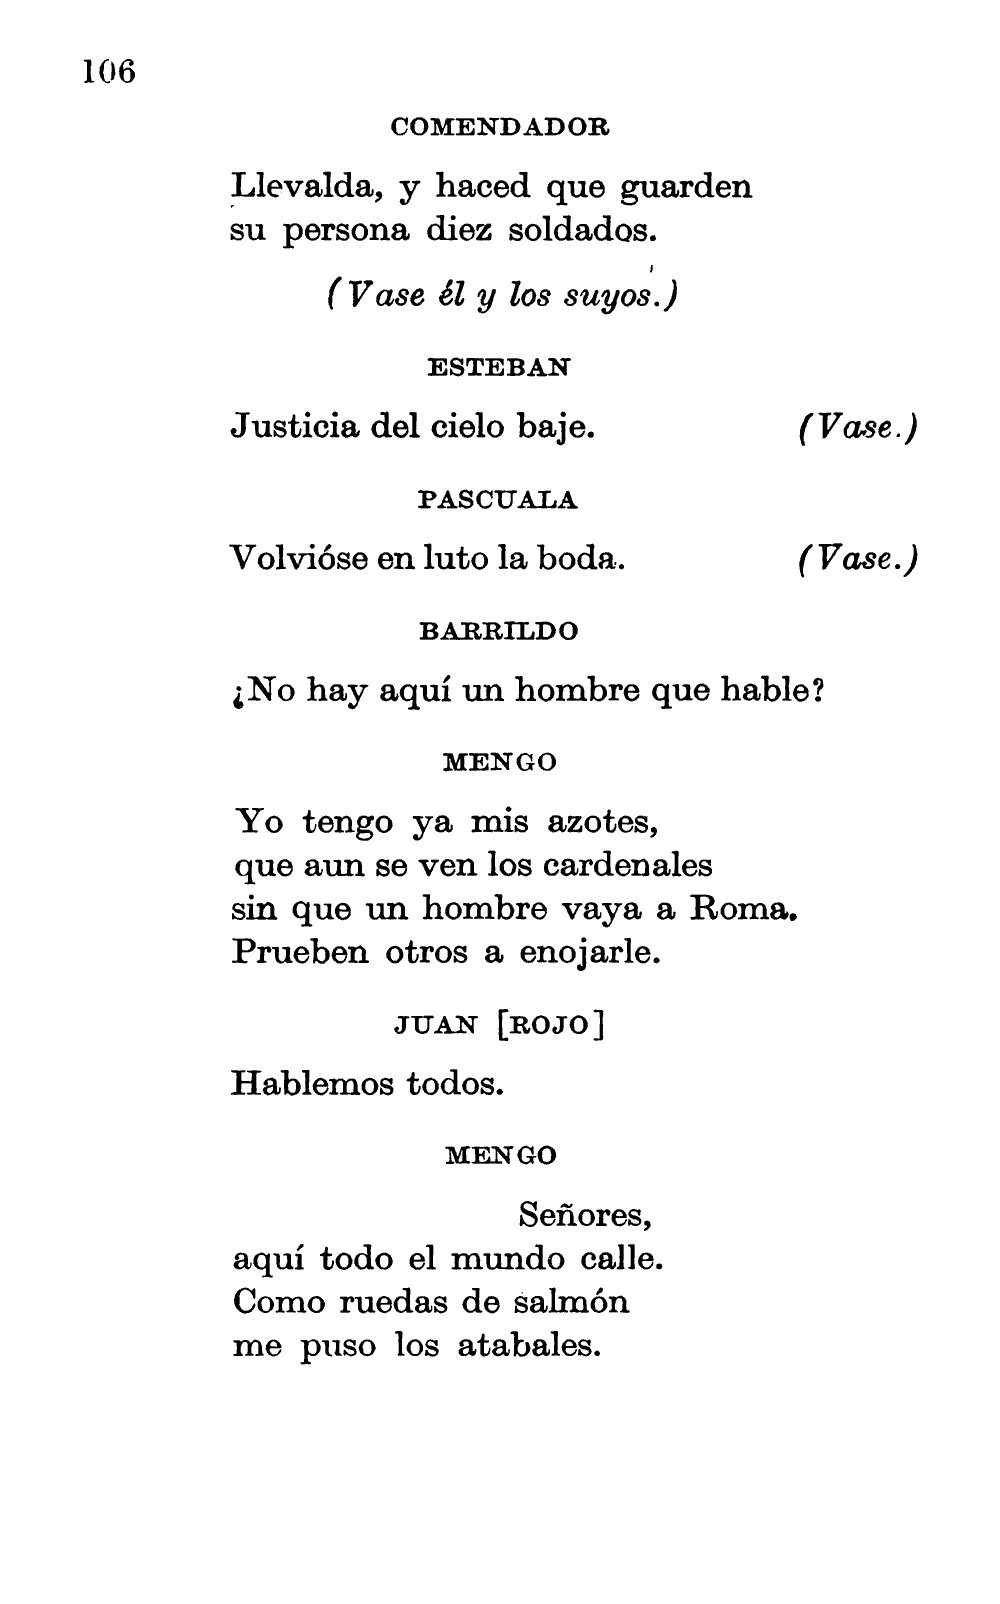 106
COMENDADOR
Llevalda, y haced que guarden
su persona diez soldados.
(Vase él y los suyos.)
ESTEBAN
Justicia del cielo baje. (Vase.)
PASCUALA
Volvióse en luto la boda. (Vase.)
BARRILDO
¿No hay aquí un hombre que hable?
MENGO
Yo tengo ya mis azotes,
que aun se ven los cardenales
sin que un hombre vaya a Roma.
Prueben otros a enojarle.
JUAN [ROJO]
Hablemos todos.
MENGO
Señores,
aquí todo el mundo calle.
Como ruedas de salmón
me puso los atabales.